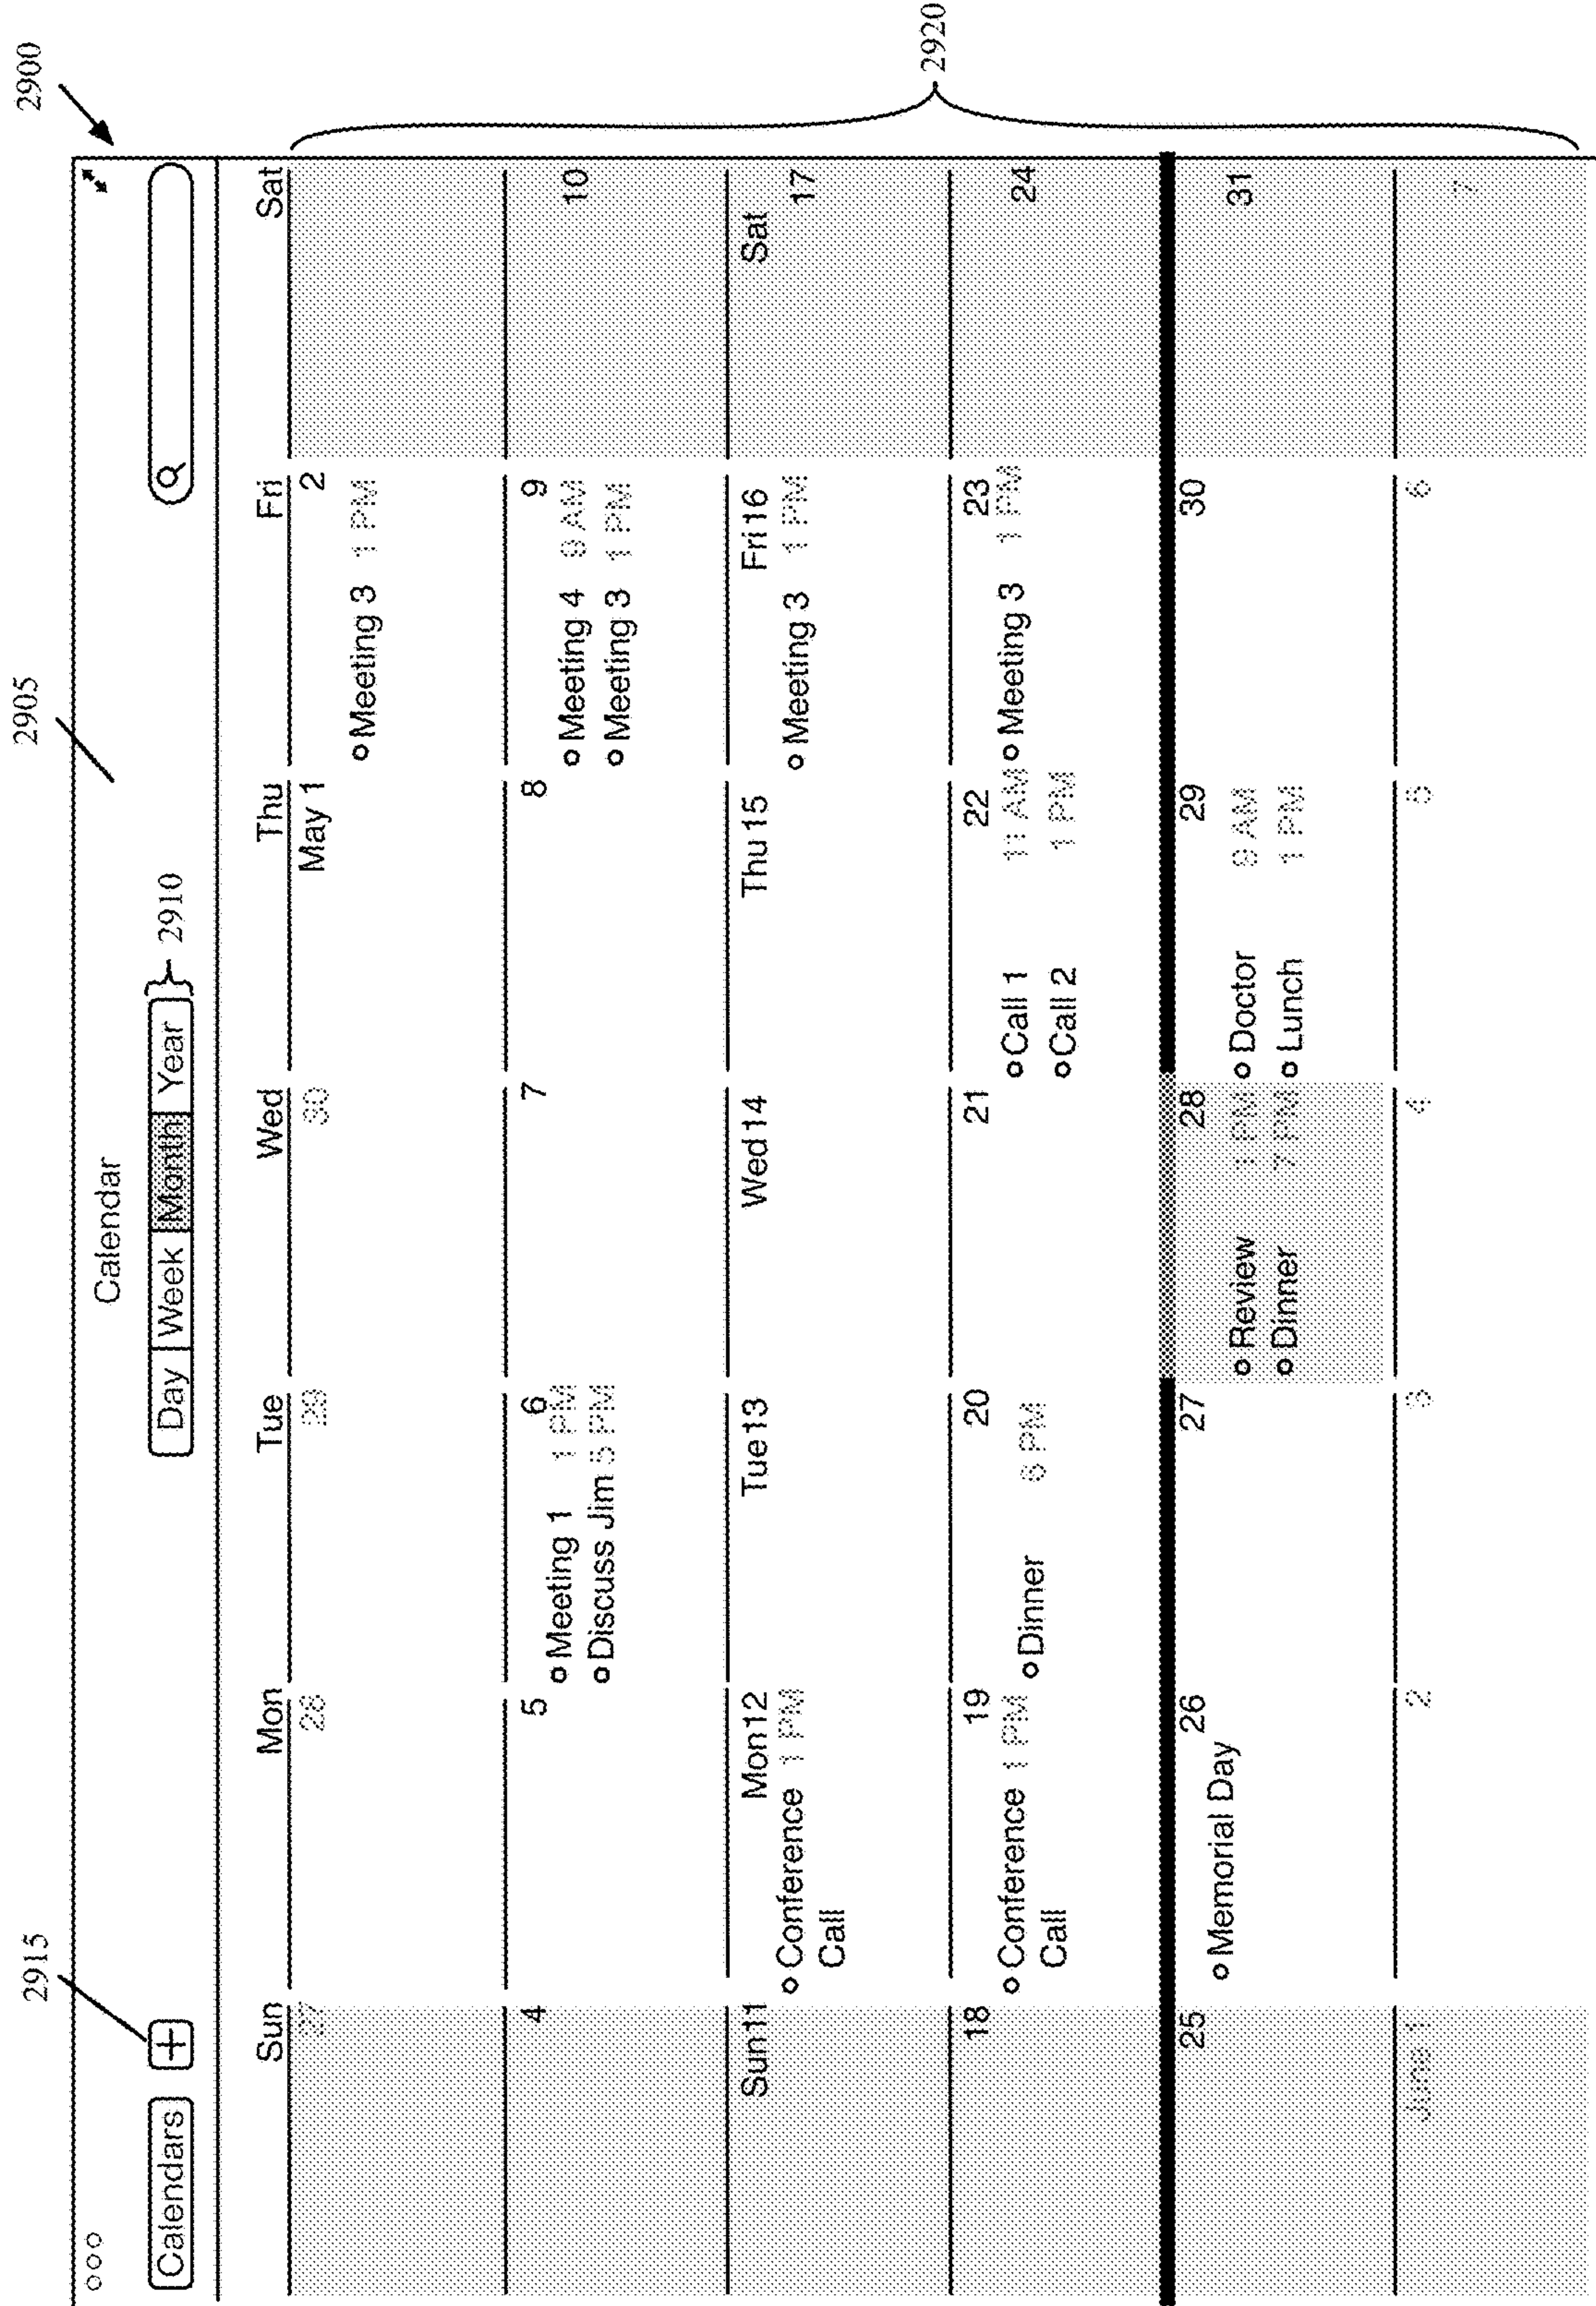 2900
2905
2915
Calendar
Calendars
+
Day Week Month Year
2910
Sun Mon Tue Wed Thu Fri Sat
27 28 29 30 May 1 2
Meeting 3 1 PM
2920
4 5 6 7 8 9 10
Meeting 1 1 PM
Discuss Jim 5 PM
Meeting 4 9 AM
Meeting 3 1 PM
Sun 11 Mon 12 Tue 13 Wed 14 Thu 15 Fri 16 Sat 17
Conference 1 PM
Call
Meeting 3 1 PM
18 19 20 21 22 23 24
Conference 1 PM
Call
Dinner 6 PM
Call 1 11 AM
Call 2 1 PM
Meeting 3 1 PM
25 26 27 28 29 30 31
Memorial Day
Review 1 PM
Dinner 7 PM
Doctor 9 AM
Lunch 1 PM
June 1 2 3 4 5 6 7